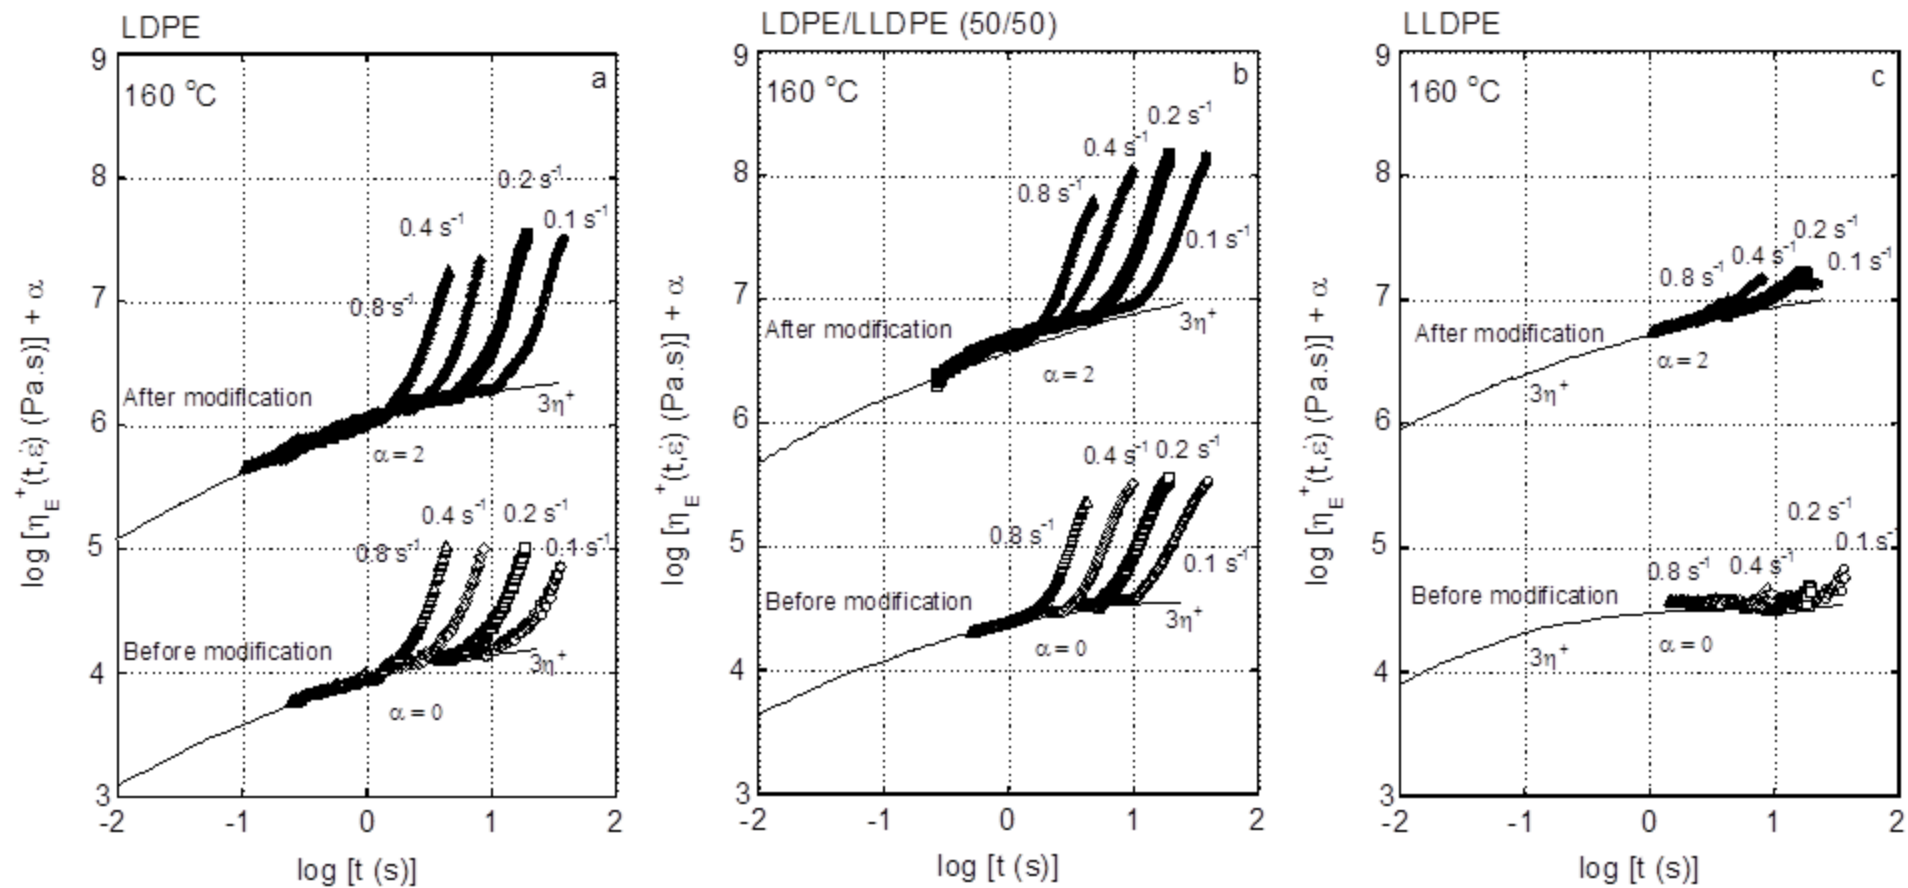 LDPE
log [ηE+(t,ε̇) (Pa.s)] + α
9
8
7
6
5
4
3
160 °C
a
0.2 s-1
0.4 s-1
0.1 s-1
0.8 s-1
After modification
3η+
α = 2
0.4 s-1
0.2 s-1
0.8 s-1
0.1 s-1
Before modification
3η+
α = 0
-2
-1
0
1
2
log [t (s)]
LDPE/LLDPE (50/50)
log [ηE+(t,ε̇) (Pa.s)] + α
9
8
7
6
5
4
3
160 °C
b
0.2 s-1
0.4 s-1
0.8 s-1
0.1 s-1
After modification
3η+
α = 2
0.4 s-1
0.2 s-1
0.8 s-1
0.1 s-1
Before modification
3η+
α = 0
-2
-1
0
1
2
log [t (s)]
LLDPE
log [ηE+(t,ε̇) (Pa.s)] + α
9
8
7
6
5
4
3
160 °C
c
0.2 s-1
0.4 s-1
0.1 s-1
0.8 s-1
After modification
α = 2
3η+
0.2 s-1
0.1 s-1
0.4 s-1
0.8 s-1
Before modification
α = 0
3η+
-2
-1
0
1
2
log [t (s)]